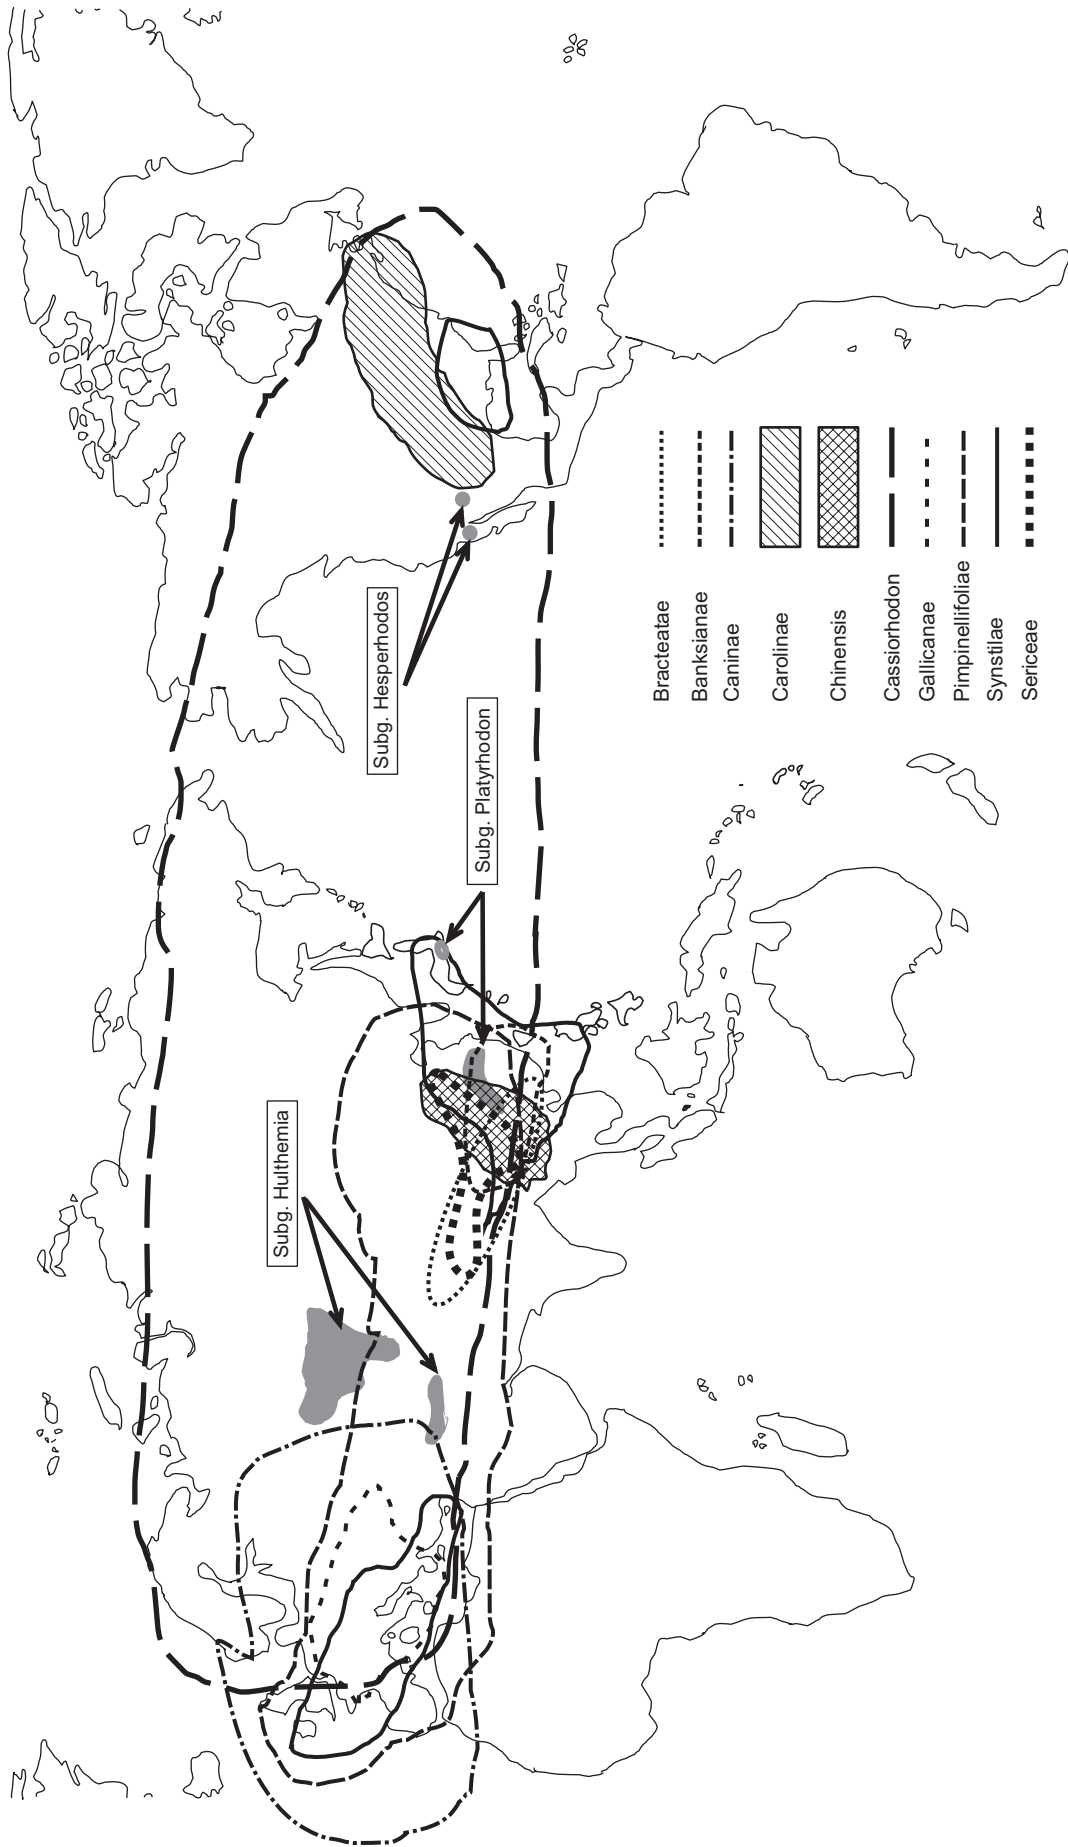 Subg. Hulthemia
Subg. Platyrhodon
Subg. Hesperhodos
Bracteatae
Banksianae
Caninae
Carolinae
Chinensis
Cassiorhodon
Gallicanae
Pimpinellifoliae
Synstilae
Sericeae